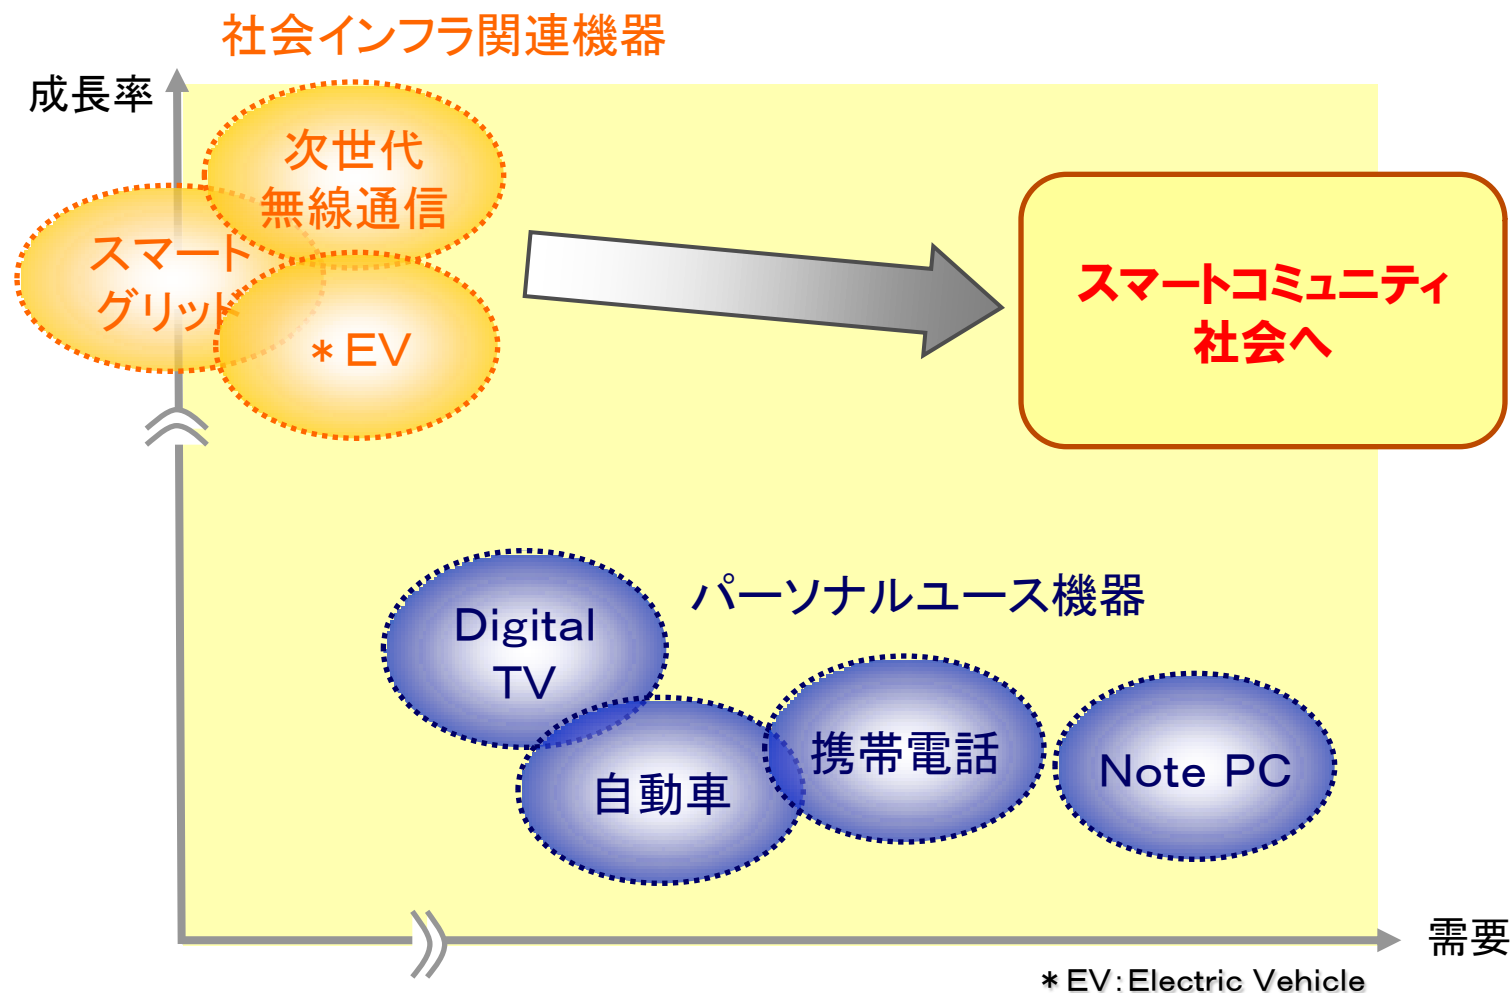 社会インフラ関連機器
成長率
次世代
無線通信
スマート
グリッド
＊EV
スマートコミュニティ
社会へ
パーソナルユース機器
Digital
TV
自動車
携帯電話
Note PC
需要
＊EV：Electric Vehicle